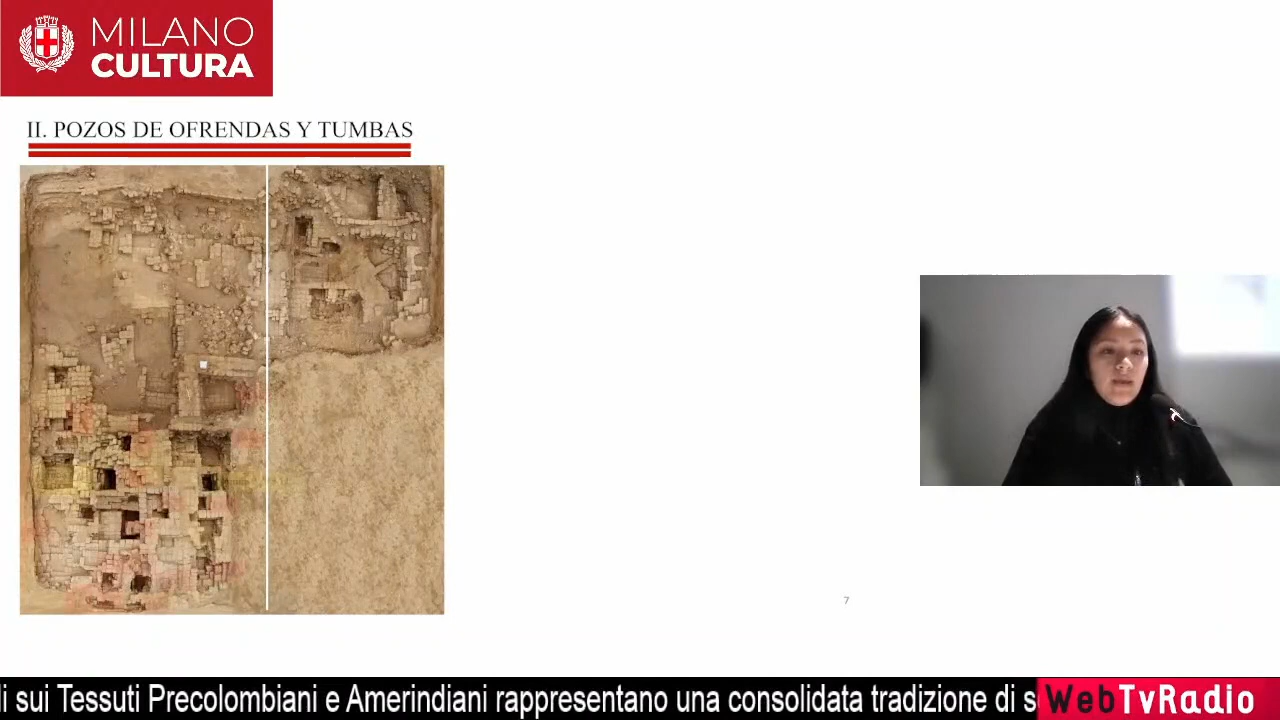 MILANO
CULTURA
II. POZOS DE OFRENDAS Y TUMBAS
7
sui Tessuti Precolombiani e Amerindiani rappresentano una consolidata tradizione di
WebTvRadio